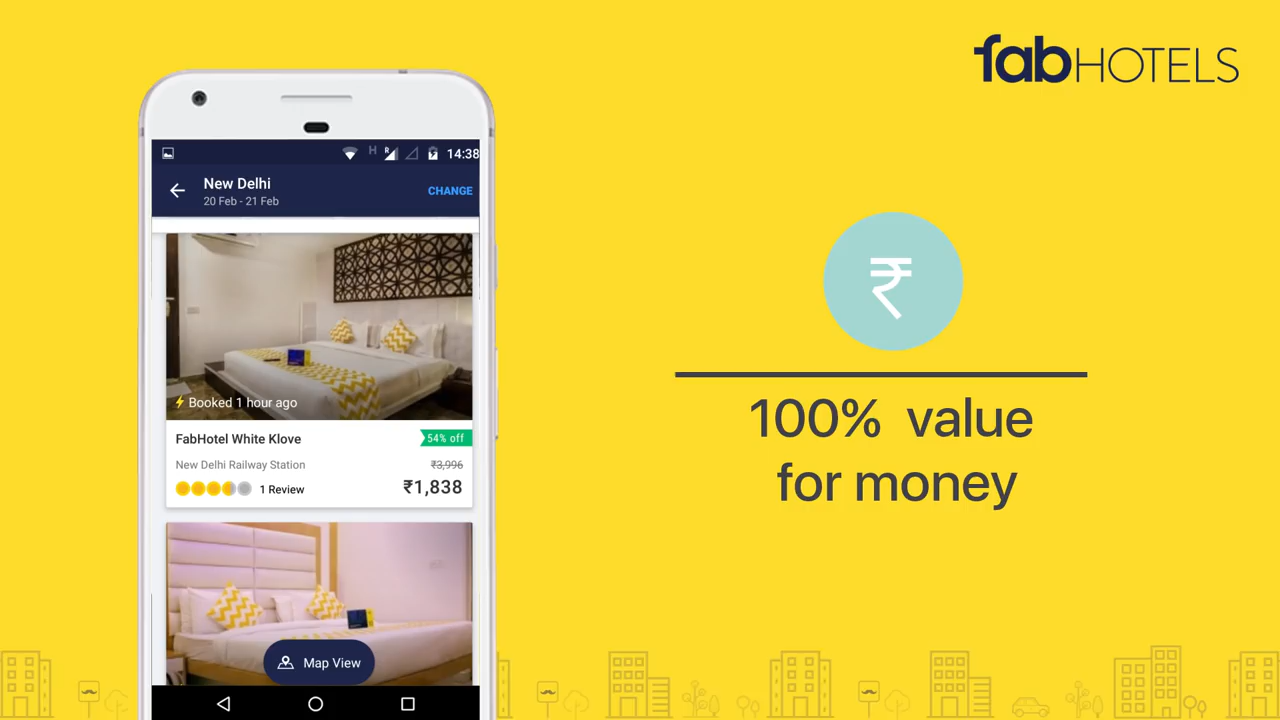 fabHOTELS
H
R
14:38
New Delhi
CHANGE
20 Feb - 21 Feb
Booked 1 hour ago
FabHotel White Klove
54% off
New Delhi Railway Station
₹3,996
1 Review
₹1,838
Map View
₹
100% value
for money